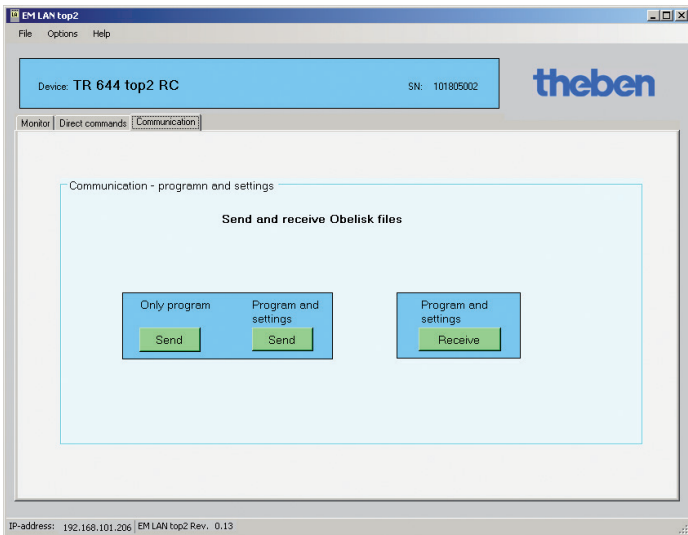 EM LAN top2
File Options Help
Device: TR 644 top2 RC SN: 101805002
theben
Monitor Direct commands Communication
Communication - programn and settings
Send and receive Obelisk files
Only program Program and settings Program and settings
Send Send Receive
IP-address: 192.168.101.206 EM LAN top2 Rev. 0.13